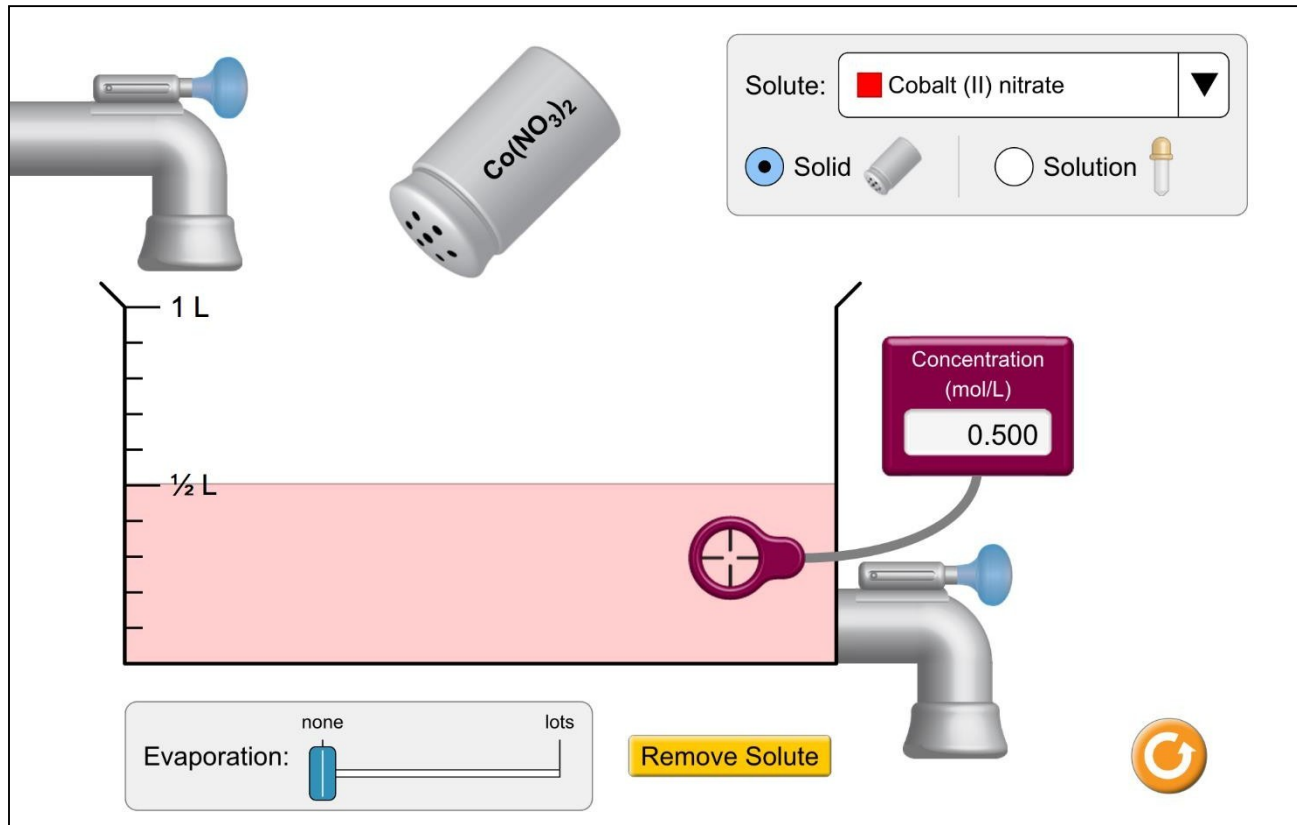 Co(NO3)2
Solute: Cobalt (II) nitrate
Solid Solution
1 L
½ L
Concentration
(mol/L)
0.500
none lots
Evaporation:
Remove Solute